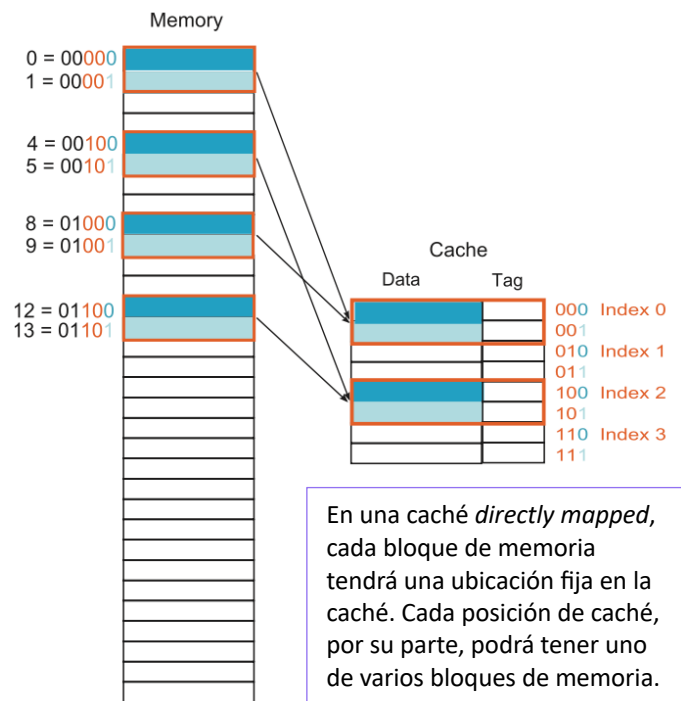 Memory
0 = 00000
1 = 00001
4 = 00100
5 = 00101
8 = 01000
9 = 01001
12 = 01100
13 = 01101
Cache
Data Tag
000 Index 0
001
010 Index 1
011
100 Index 2
101
110 Index 3
111
En una caché directly mapped,
cada bloque de memoria
tendrá una ubicación fija en la
caché. Cada posición de caché,
por su parte, podrá tener uno
de varios bloques de memoria.